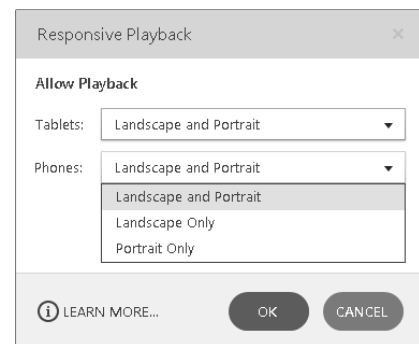 Responsive Playback
Allow Playback
Tablets: Landscape and Portrait
Phones: Landscape and Portrait
Landscape and Portrait
Landscape Only
Portrait Only
LEARN MORE...
OK
CANCEL